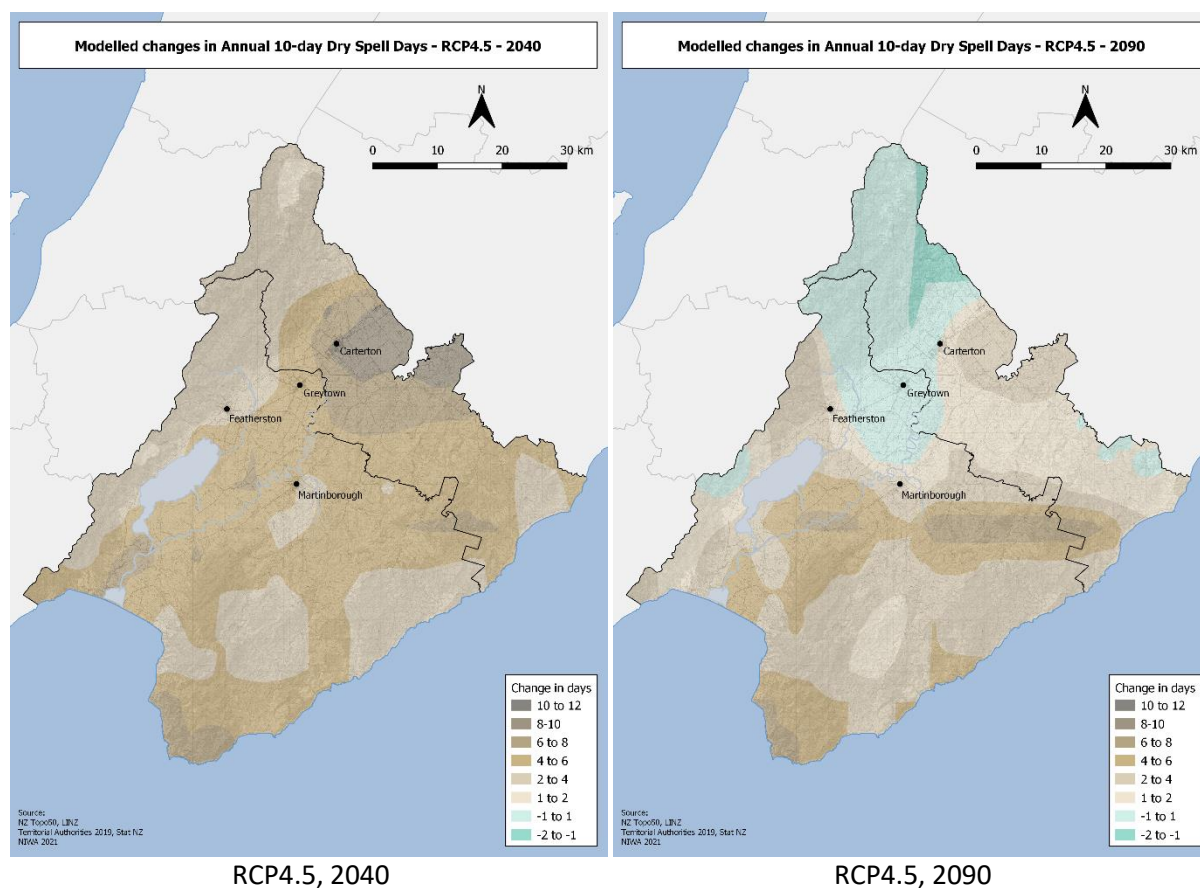 Modelled changes in Annual 10-day Dry Spell Days - RCP4.5 - 2040
N
0 10 20 30 km
Carterton
Greytown
Featherston
Martinborough
Change in days
10 to 12
8-10
6 to 8
4 to 6
2 to 4
1 to 2
-1 to 1
-2 to -1
Source:
NZ Topo50, LINZ
Territorial Authorities 2019, Stat NZ
NIWA 2021
RCP4.5, 2040
Modelled changes in Annual 10-day Dry Spell Days - RCP4.5 - 2090
N
0 10 20 30 km
Carterton
Greytown
Featherston
Martinborough
Change in days
10 to 12
8-10
6 to 8
4 to 6
2 to 4
1 to 2
-1 to 1
-2 to -1
Source:
NZ Topo50, LINZ
Territorial Authorities 2019, Stat NZ
NIWA 2021
RCP4.5, 2090